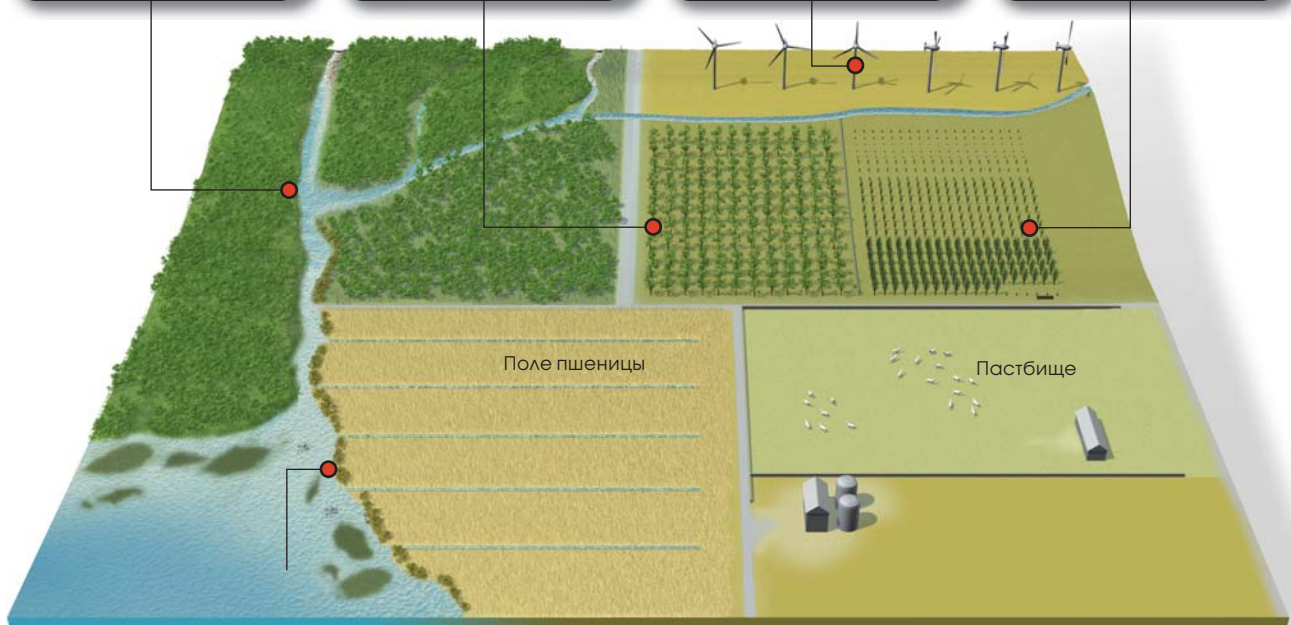 Поле пшеницы
Пастбище